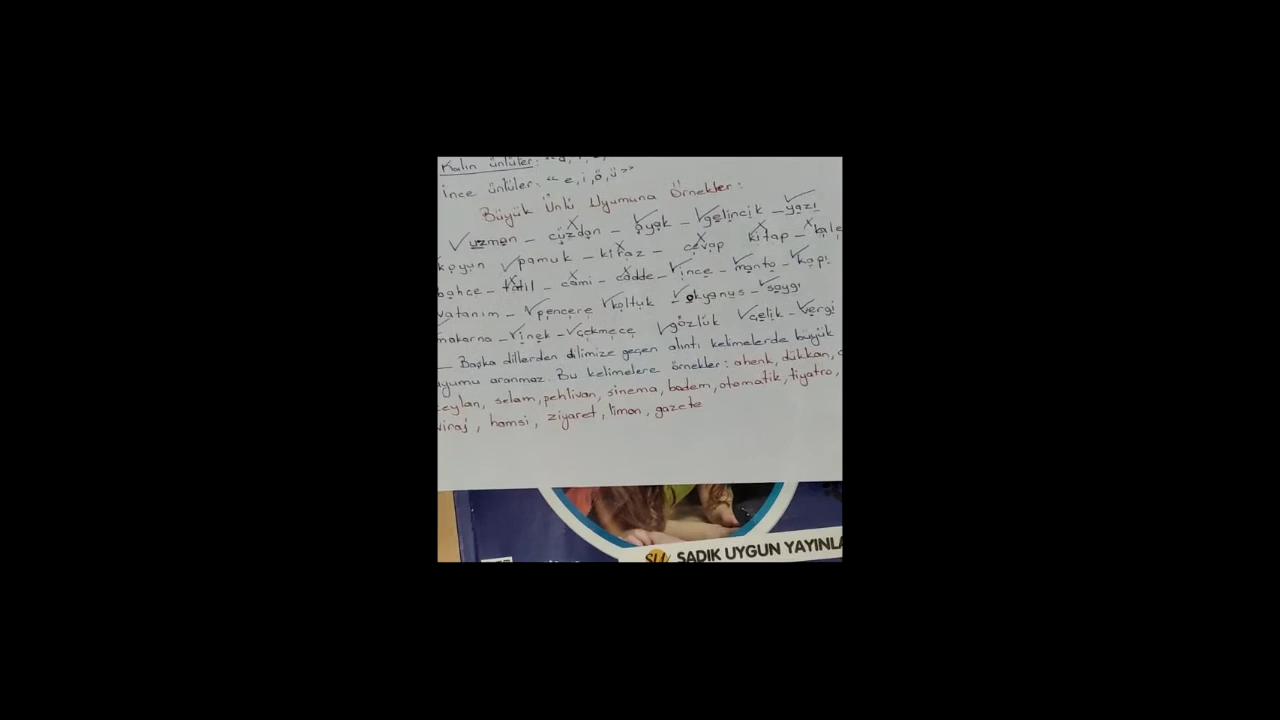 Kalın ünlüler:
İnce ünlüler: "e, i, ö, ü"
Büyük Ünlü Uyumuna Örnekler:
uzman - cüzdan - ayak - gelincik - yazı
koyun pamuk - kiraz - cevap kitap - kale
bahçe - tatil - cami - cadde - ince - manto - kapı
vatanım - pencere koltuk okyanus - saygı
makarna - inek - çekmece gözlük çelik - vergi
- Başka dillerden dilimize geçen alıntı kelimelerde büyük
uyumu aranmaz. Bu kelimelere örnekler: ahenk, dükkan,
ceylan, selam, pehlivan, sinema, badem, otomatik, tiyatro,
viraj, hamsi, ziyaret, liman, gazete
SU SADIK UYGUN YAYINLA